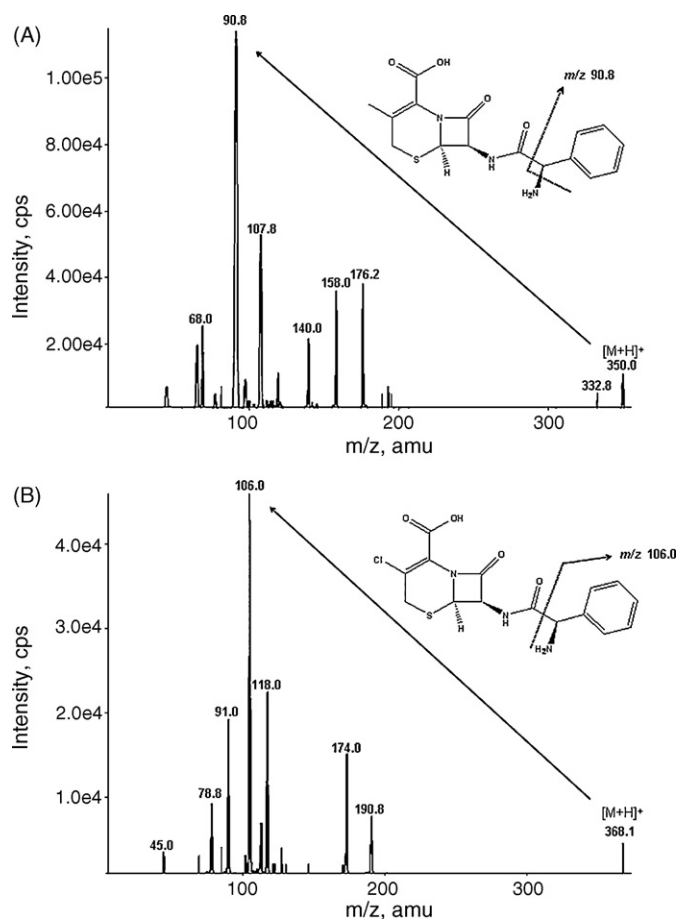 (A)
90.8
1.00e5
8.00e4
6.00e4
4.00e4
2.00e4
Intensity, cps
68.0
107.8
140.0
158.0
176.2
332.8
[M+H]+
350.0
100
200
300
m/z, amu
O
OH
N
O
S
H
NH
O
H₂N
m/z 90.8
(B)
106.0
4.0e4
3.0e4
2.0e4
1.0e4
Intensity, cps
45.0
78.8
91.0
118.0
174.0
190.8
[M+H]+
368.1
100
200
300
m/z, amu
O
OH
Cl
N
O
S
H
NH
O
H₂N
m/z 106.0